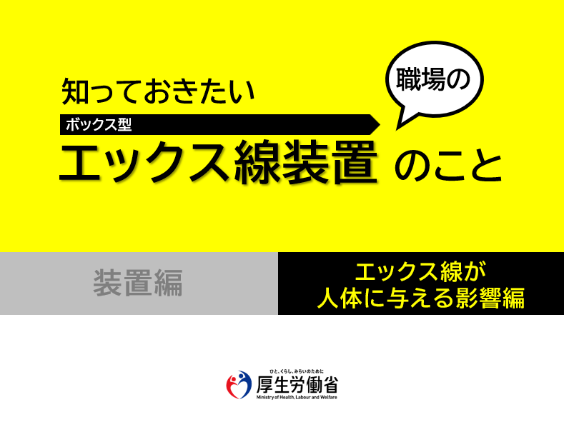 職場の
知っておきたい
ボックス型
エックス線装置 のこと
装置編
エックス線が
人体に与える影響編
ひと、くらし、みらいのために
厚生労働省
Ministry of Health, Labour and Welfare